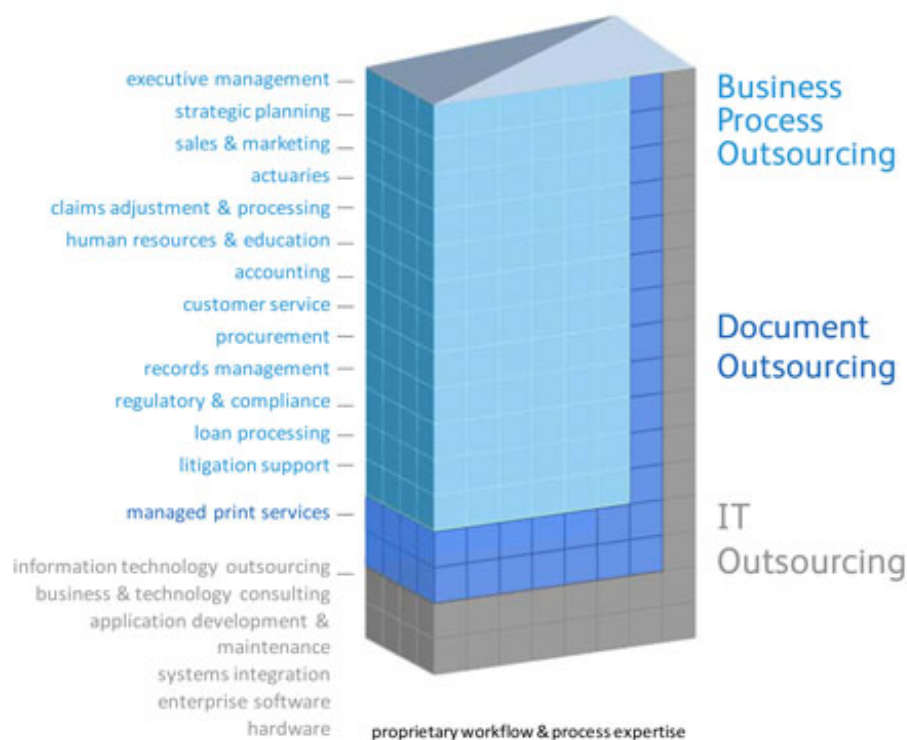 executive management
strategic planning
sales & marketing
actuaries
claims adjustment & processing
human resources & education
accounting
customer service
procurement
records management
regulatory & compliance
loan processing
litigation support
managed print services
information technology outsourcing
business & technology consulting
application development &
maintenance
systems integration
enterprise software
hardware
Business
Process
Outsourcing
Document
Outsourcing
IT
Outsourcing
proprietary workflow & process expertise